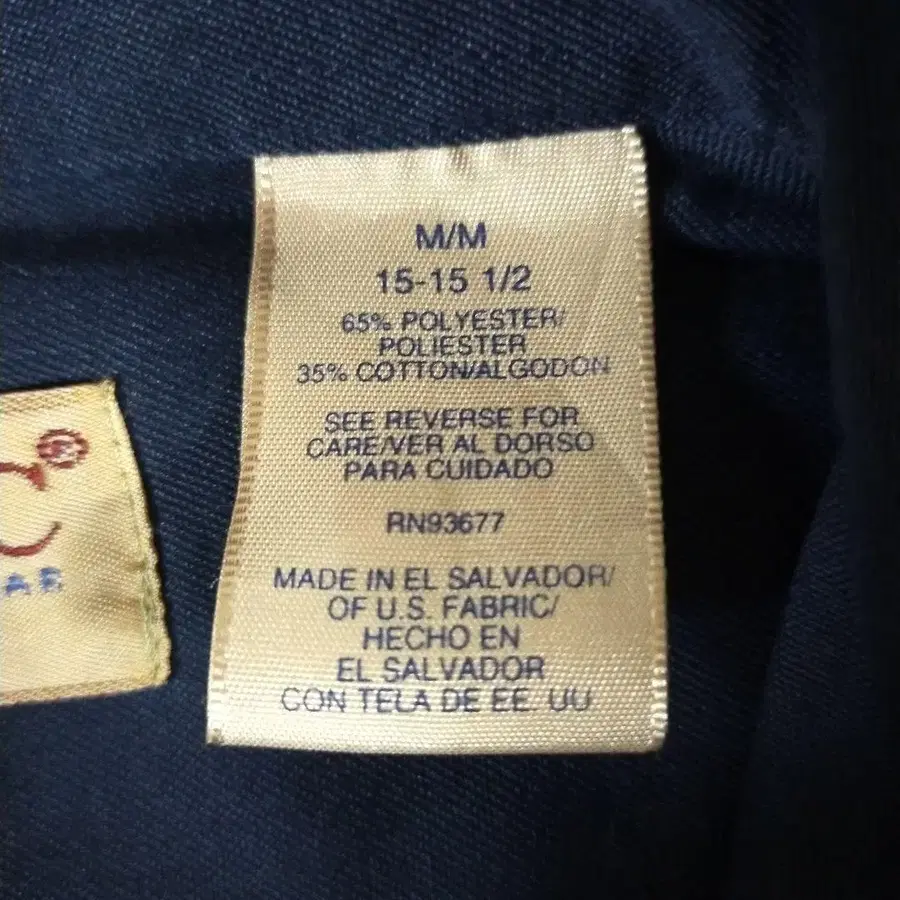 M/M
15-15 1/2
65% POLYESTER/
POLIESTER
35% COTTON/ALGODON
SEE REVERSE FOR
CARE/VER AL DORSO
PARA CUIDADO
RN93677
MADE IN EL SALVADOR/
OF U.S. FABRIC/
HECHO EN
EL SALVADOR
CON TELA DE EE. UU
C®